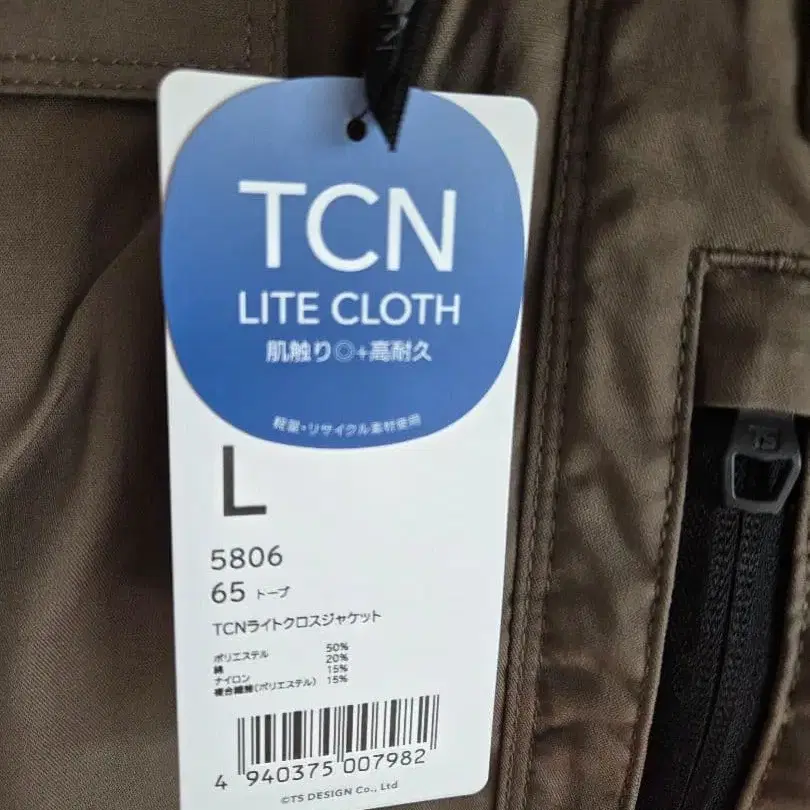 TCN
LITE CLOTH
肌触り◎+高耐久
軽量・リサイクル素材使用
L
5806
65 トープ
TCNライトクロスジャケット
ポリエステル 50%
綿 20%
ナイロン 15%
複合繊維(ポリエステル) 15%
4 940375 007982
©TS DESIGN Co., Ltd
TS